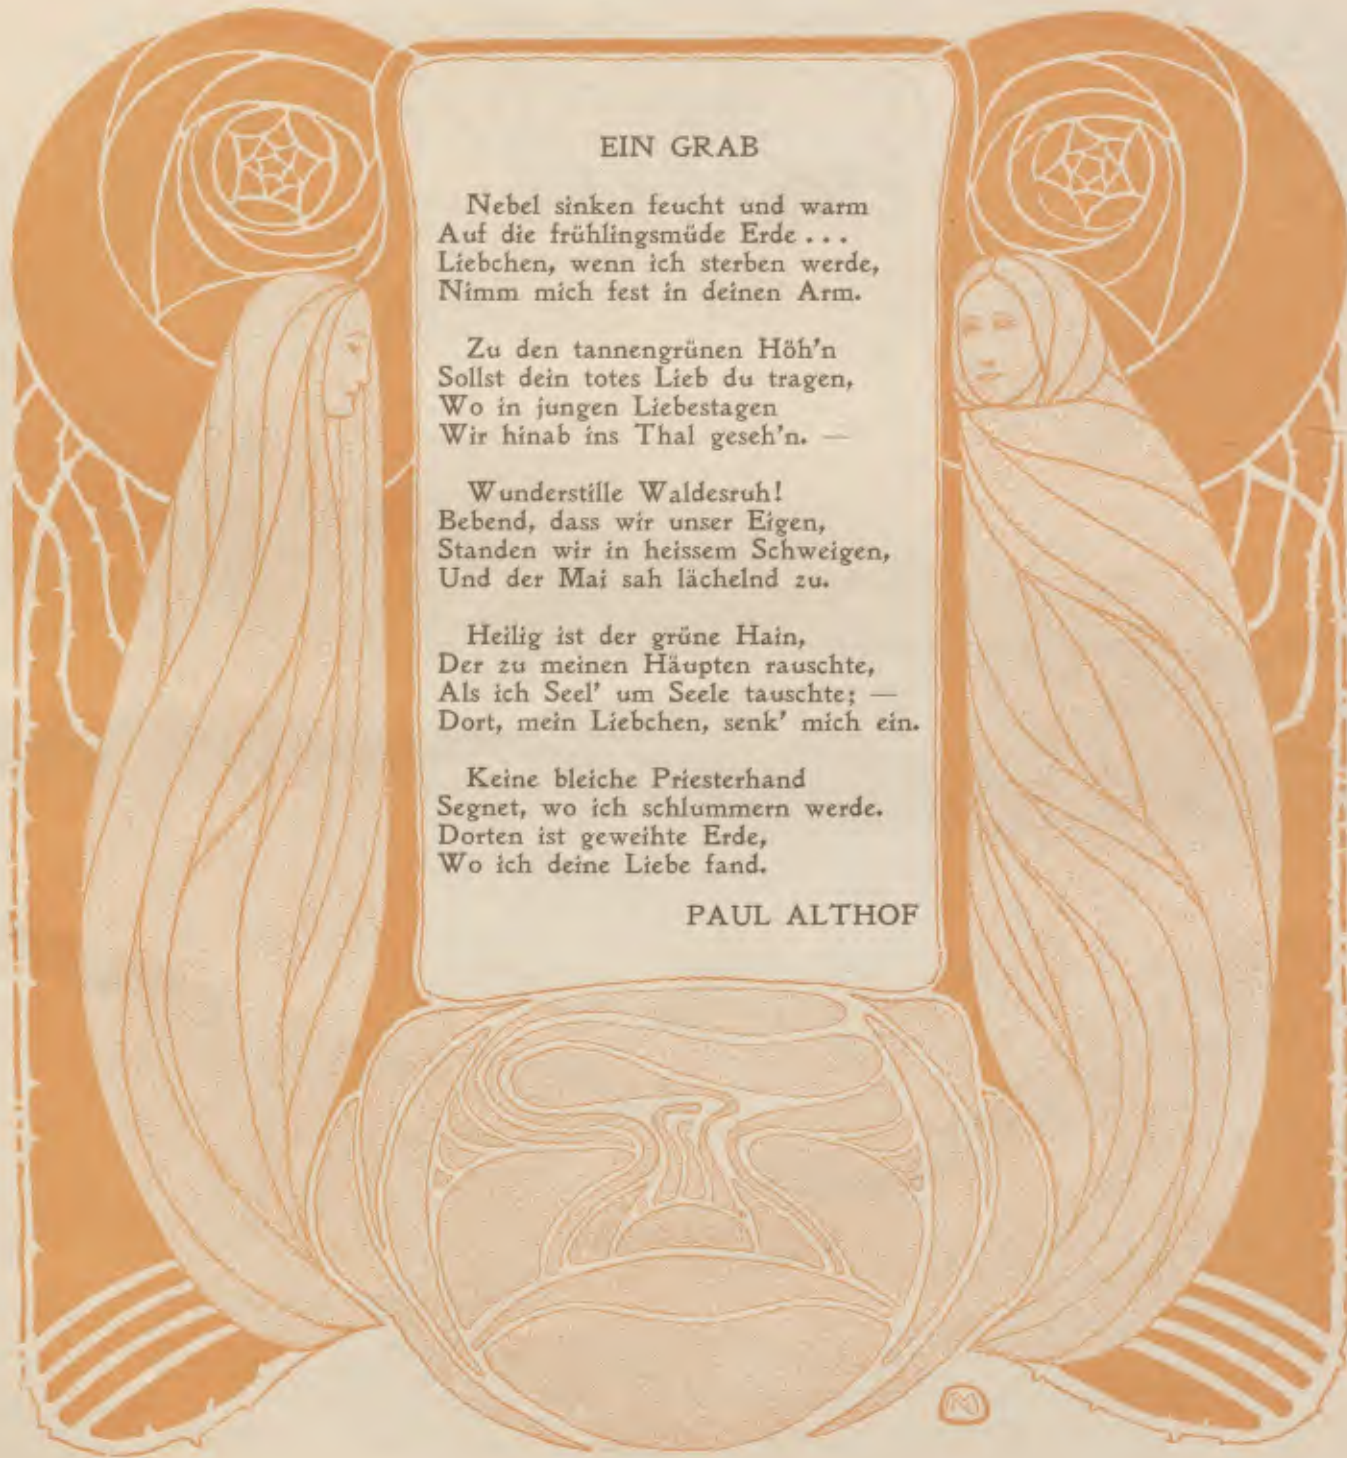 EIN GRAB
Nebel sinken feucht und warm
Auf die frühlingsmüde Erde . . .
Liebchen, wenn ich sterben werde,
Nimm mich fest in deinen Arm.
Zu den tannengrünen Höh'n
Sollst dein totes Lieb du tragen,
Wo in jungen Liebestagen
Wir hinab ins Thal geseh'n. —
Wunderstille Waldesruh!
Bebend, dass wir unser Eigen,
Standen wir in heissem Schweigen,
Und der Mai sah lächelnd zu.
Heilig ist der grüne Hain,
Der zu meinen Häupten rauschte,
Als ich Seel' um Seele tauschte; —
Dort, mein Liebchen, senk' mich ein.
Keine bleiche Priesterhand
Segnet, wo ich schlummern werde.
Dorten ist geweihte Erde,
Wo ich deine Liebe fand.
PAUL ALTHOF